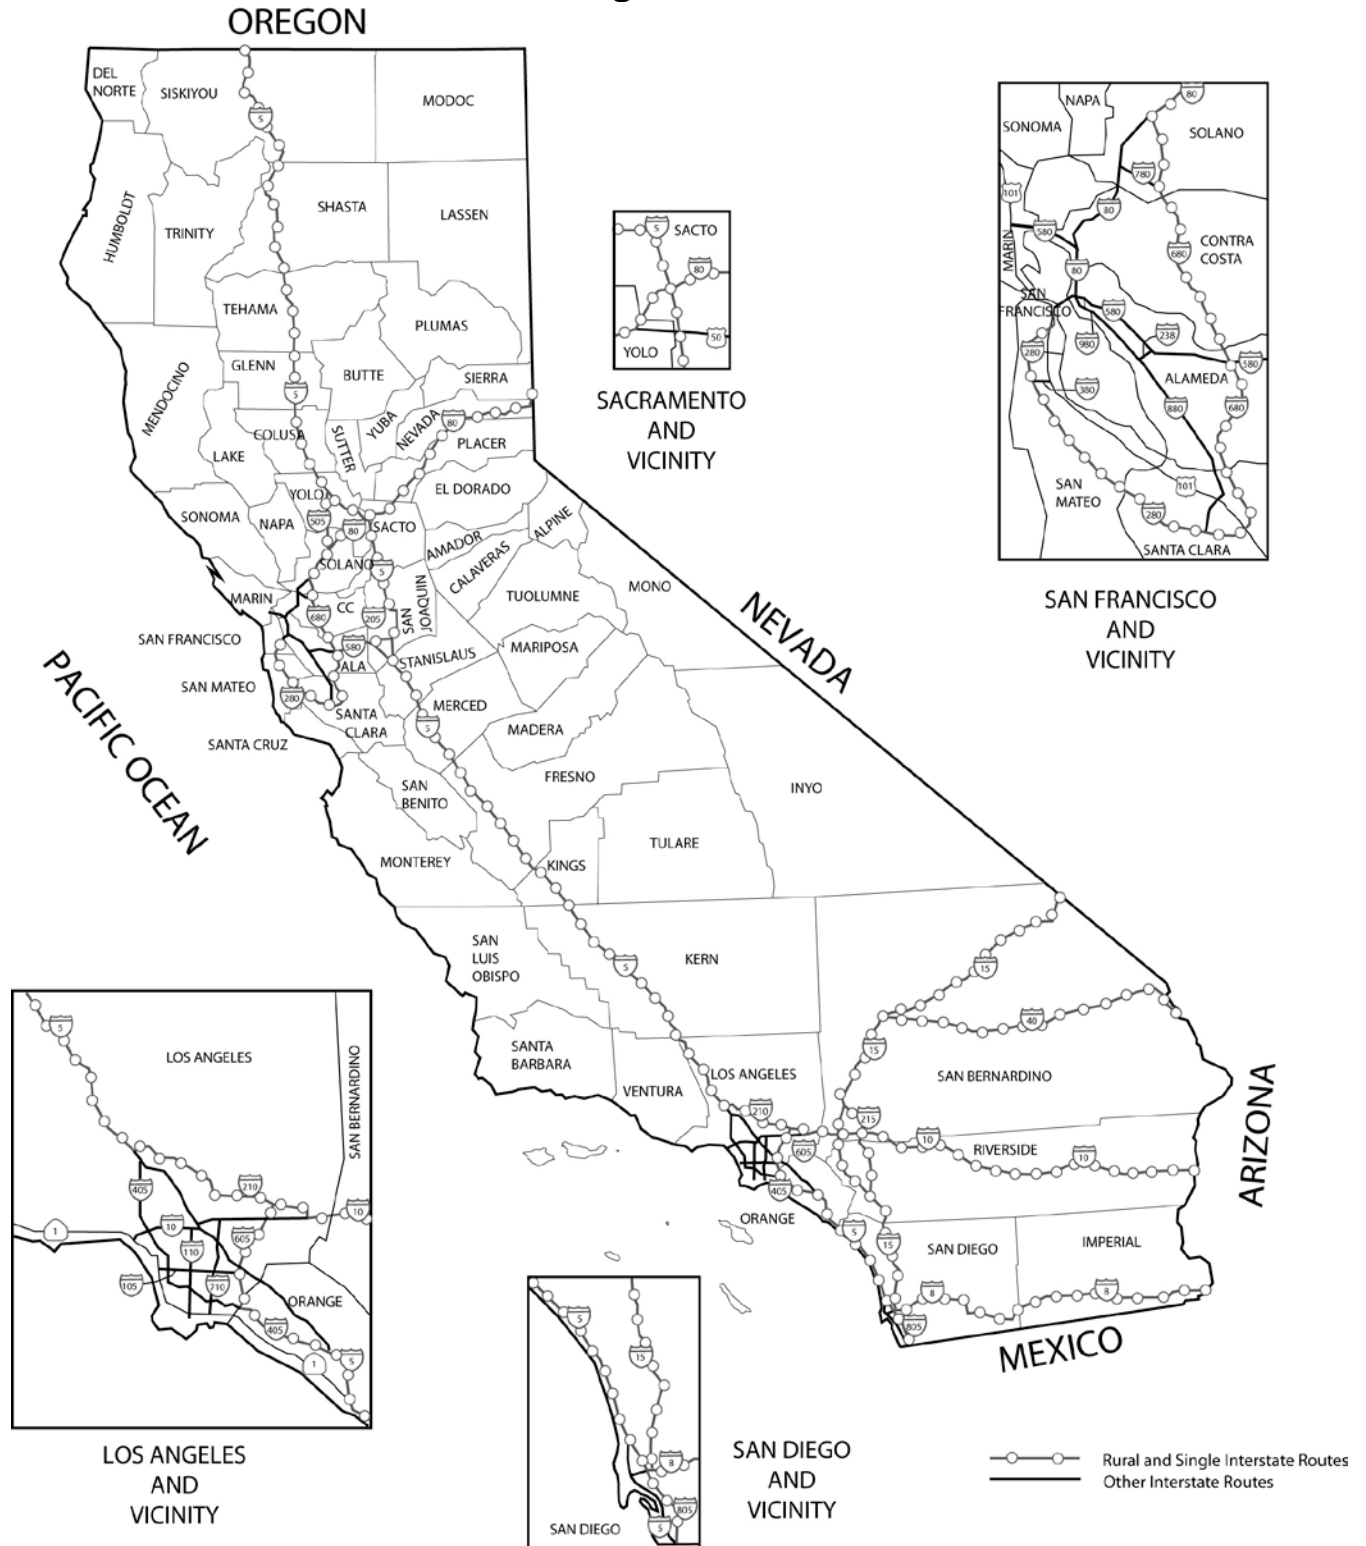 OREGON
DEL
NORTE
SISKIYOU
MODOC
5
HUMBOLDT
TRINITY
SHASTA
LASSEN
TEHAMA
PLUMAS
GLENN
BUTTE
SIERRA
MENDOCINO
5
COLUSA
SUTTER
YUBA
NEVADA
80
PLACER
LAKE
YOLO
EL DORADO
SONOMA
NAPA
505
80
SACTO
AMADOR
ALPINE
SOLANO
5
CALAVERAS
MONO
MARIN
CC
680
205
SAN
JOAQUIN
TUOLUMNE
SAN FRANCISCO
580
ALA
STANISLAUS
MARIPOSA
SAN MATEO
280
SANTA
CLARA
MERCED
5
MADERA
SANTA CRUZ
SAN
BENITO
FRESNO
INYO
MONTEREY
KINGS
TULARE
NEVADA
PACIFIC OCEAN
SAN
LUIS
OBISPO
KERN
5
15
40
15
SANTA
BARBARA
VENTURA
LOS ANGELES
SAN BERNARDINO
210
215
10
RIVERSIDE
10
605
405
ORANGE
5
15
SAN DIEGO
IMPERIAL
8
8
805
ARIZONA
MEXICO
5
SACTO
80
50
YOLO
SACRAMENTO
AND
VICINITY
80
NAPA
SONOMA
SOLANO
780
101
80
580
MARIN
CONTRA
COSTA
680
80
SAN
FRANCISCO
580
238
280
980
580
380
ALAMEDA
880
680
101
SAN
MATEO
280
SANTA CLARA
SAN FRANCISCO
AND
VICINITY
5
LOS ANGELES
SAN BERNARDINO
405
210
10
1
10
110
605
105
710
ORANGE
405
1
5
LOS ANGELES
AND
VICINITY
5
15
8
805
SAN DIEGO
5
SAN DIEGO
AND
VICINITY
Rural and Single Interstate Routes
Other Interstate Routes